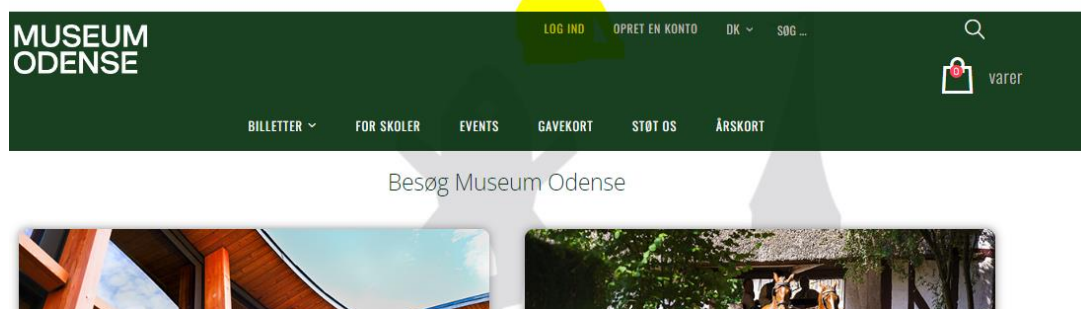 MUSEUM
ODENSE
LOG IND OPRET EN KONTO DK SØG ...
0 varer
BILLETTER FOR SKOLER EVENTS GAVEKORT STØT OS ÅRSKORT
Besøg Museum Odense